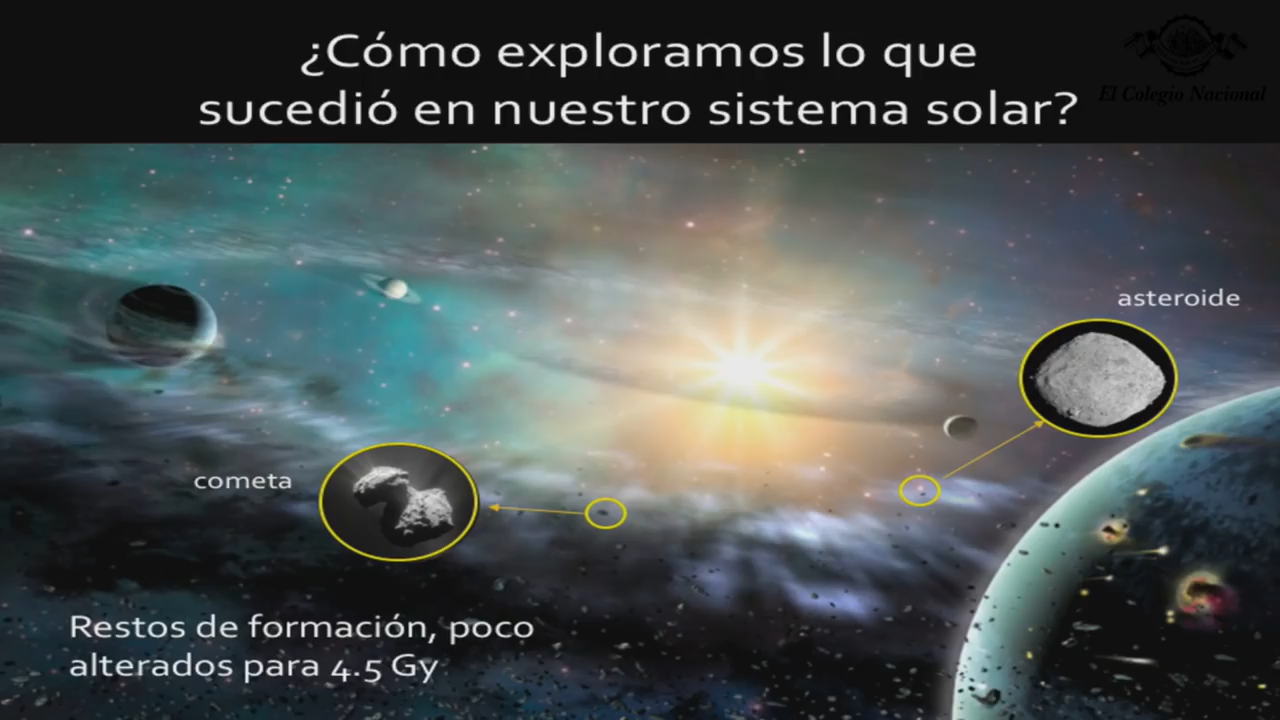 ¿Cómo exploramos lo que
sucedió en nuestro sistema solar?
El Colegio Nacional
asteroide
cometa
Restos de formación, poco
alterados para 4.5 Gy